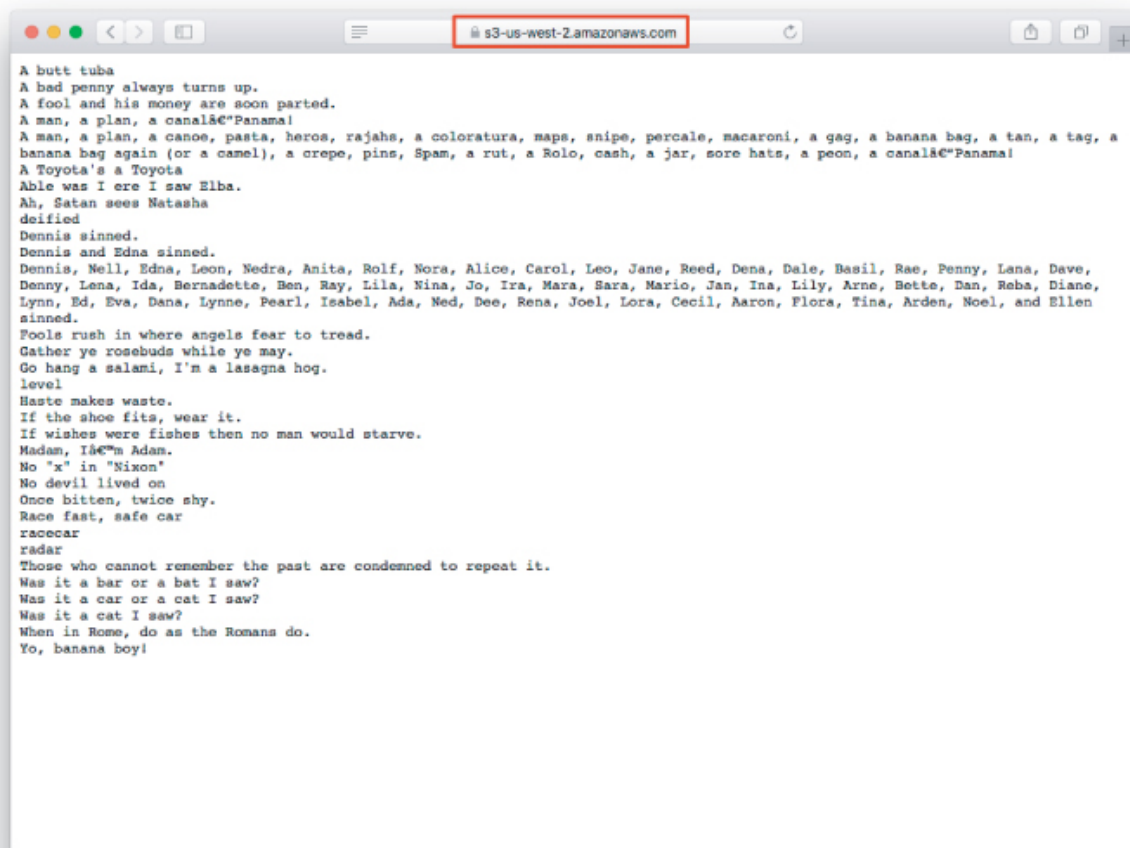 s3-us-west-2.amazonaws.com
A butt tuba
A bad penny always turns up.
A fool and his money are soon parted.
A man, a plan, a canalâ€"Panama!
A man, a plan, a canoe, pasta, heros, rajahs, a coloratura, maps, snipe, percale, macaroni, a gag, a banana bag, a tan, a tag, a
banana bag again (or a camel), a crepe, pins, Spam, a rut, a Rolo, cash, a jar, sore hats, a peon, a canalâ€"Panama!
A Toyota's a Toyota
Able was I ere I saw Elba.
Ah, Satan sees Natasha
deified
Dennis sinned.
Dennis and Edna sinned.
Dennis, Nell, Edna, Leon, Nedra, Anita, Rolf, Nora, Alice, Carol, Leo, Jane, Reed, Dena, Dale, Basil, Rae, Penny, Lana, Dave,
Denny, Lena, Ida, Bernadette, Ben, Ray, Lila, Nina, Jo, Ira, Mara, Sara, Mario, Jan, Ina, Lily, Arne, Bette, Dan, Reba, Diane,
Lynn, Ed, Eva, Dana, Lynne, Pearl, Isabel, Ada, Ned, Dee, Rena, Joel, Lora, Cecil, Aaron, Flora, Tina, Arden, Noel, and Ellen
sinned.
Fools rush in where angels fear to tread.
Gather ye rosebuds while ye may.
Go hang a salami, I'm a lasagna hog.
level
Haste makes waste.
If the shoe fits, wear it.
If wishes were fishes then no man would starve.
Madam, Iâ€™m Adam.
No "x" in "Nixon"
No devil lived on
Once bitten, twice shy.
Race fast, safe car
racecar
radar
Those who cannot remember the past are condemned to repeat it.
Was it a bar or a bat I saw?
Was it a car or a cat I saw?
Was it a cat I saw?
When in Rome, do as the Romans do.
Yo, banana boy!